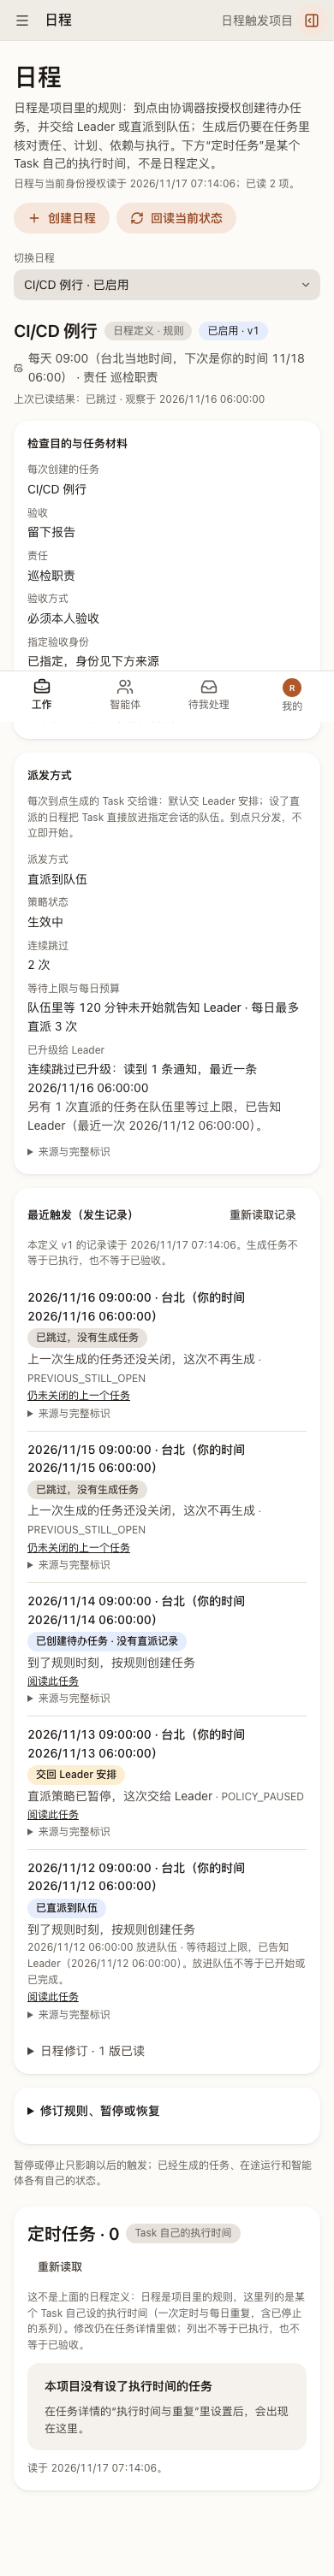 日程
日程触发项目
日程
日程是项目里的规则：到点由协调器按授权创建待办任务，并交给 Leader 或直派到队伍；生成后仍要在任务里核对责任、计划、执行与收行。下方“定时任务”是某个 Task 自己的执行时间，不是日程定义。
日程与当前身份授权读于 2026/11/17 07:14:06；已读 2 项。
创建日程
回读当前状态
切换日程
CI/CD 例行 · 已启用
CI/CD 例行
日程定义 · 规则
已启用 · v1
每天 09:00（台北当地时间，下次是你的时间 11/18 06:00） · 责任 巡检职责
上次已读结果：已跳过 · 观察于 2026/11/16 06:00:00
检查目的与任务材料
每次创建的任务
CI/CD 例行
验收
留下报告
责任
巡检职责
验收方式
必须本人验收
指定验收身份
已指定，身份见下方来源
工作
智能体
待我处理
R
我的
派发方式
每次到点生成的 Task 交给谁：默认交 Leader 安排；设了直派的日程把 Task 直接放进指定会话的队伍。到点只分发，不立即开始。
派发方式
直派到队伍
策略状态
生效中
连续跳过
2 次
等待上限与每日预算
队伍里等 120 分钟未开始就告知 Leader · 每日最多直派 3 次
已升级给 Leader
连续跳过已升级：读到 1 条通知，最近一条 2026/11/16 06:00:00
另有 1 次直派的任务在队伍里等过上限，已告知 Leader（最近一次 2026/11/12 06:00:00）。
来源与完整标识
最近触发（发生记录）
重新读取记录
本定义 v1 的记录读于 2026/11/17 07:14:06。生成任务不等于已执行，也不等于已验收。
2026/11/16 09:00:00 · 台北（你的时间 2026/11/16 06:00:00）
已跳过，没有生成任务
上一次生成的任务还没关闭，这次不再生成 · PREVIOUS_STILL_OPEN
仍未关闭的上一个任务
来源与完整标识
2026/11/15 09:00:00 · 台北（你的时间 2026/11/15 06:00:00）
已跳过，没有生成任务
上一次生成的任务还没关闭，这次不再生成 · PREVIOUS_STILL_OPEN
仍未关闭的上一个任务
来源与完整标识
2026/11/14 09:00:00 · 台北（你的时间 2026/11/14 06:00:00）
已创建待办任务 · 没有直派记录
到了规则时刻，按规则创建任务
阅读此任务
来源与完整标识
2026/11/13 09:00:00 · 台北（你的时间 2026/11/13 06:00:00）
交回 Leader 安排
直派策略已暂停，这次交给 Leader · POLICY_PAUSED
阅读此任务
来源与完整标识
2026/11/12 09:00:00 · 台北（你的时间 2026/11/12 06:00:00）
已直派到队伍
到了规则时刻，按规则创建任务
2026/11/12 06:00:00 放进队伍 · 等待超过上限，已告知 Leader（2026/11/12 06:00:00）。放进队伍不等于已开始或已完成。
阅读此任务
来源与完整标识
日程修订 · 1 版已读
修订规则、暂停或恢复
暂停或停止只影响以后的触发；已经生成的任务、在途运行和智能体各有自己的状态。
定时任务 · 0
Task 自己的执行时间
重新读取
这不是上面的日程定义：日程是项目里的规则，这里列的是某个 Task 自己设的执行时间（一次定时与每日重复，含已停止的系列）。修改仍在任务详情里做；列出不等于已执行，也不等于已验收。
本项目没有设了执行时间的任务
在任务详情的“执行时间与重复”里设置后，会出现在这里。
读于 2026/11/17 07:14:06。